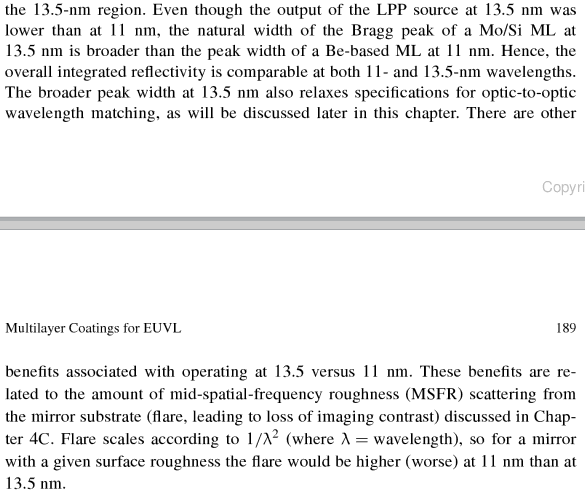 the 13.5-nm region. Even though the output of the LPP source at 13.5 nm was
lower than at 11 nm, the natural width of the Bragg peak of a Mo/Si ML at
13.5 nm is broader than the peak width of a Be-based ML at 11 nm. Hence, the
overall integrated reflectivity is comparable at both 11- and 13.5-nm wavelengths.
The broader peak width at 13.5 nm also relaxes specifications for optic-to-optic
wavelength matching, as will be discussed later in this chapter. There are other
Copyri
Multilayer Coatings for EUVL 189
benefits associated with operating at 13.5 versus 11 nm. These benefits are re-
lated to the amount of mid-spatial-frequency roughness (MSFR) scattering from
the mirror substrate (flare, leading to loss of imaging contrast) discussed in Chap-
ter 4C. Flare scales according to 1/λ² (where λ = wavelength), so for a mirror
with a given surface roughness the flare would be higher (worse) at 11 nm than at
13.5 nm.